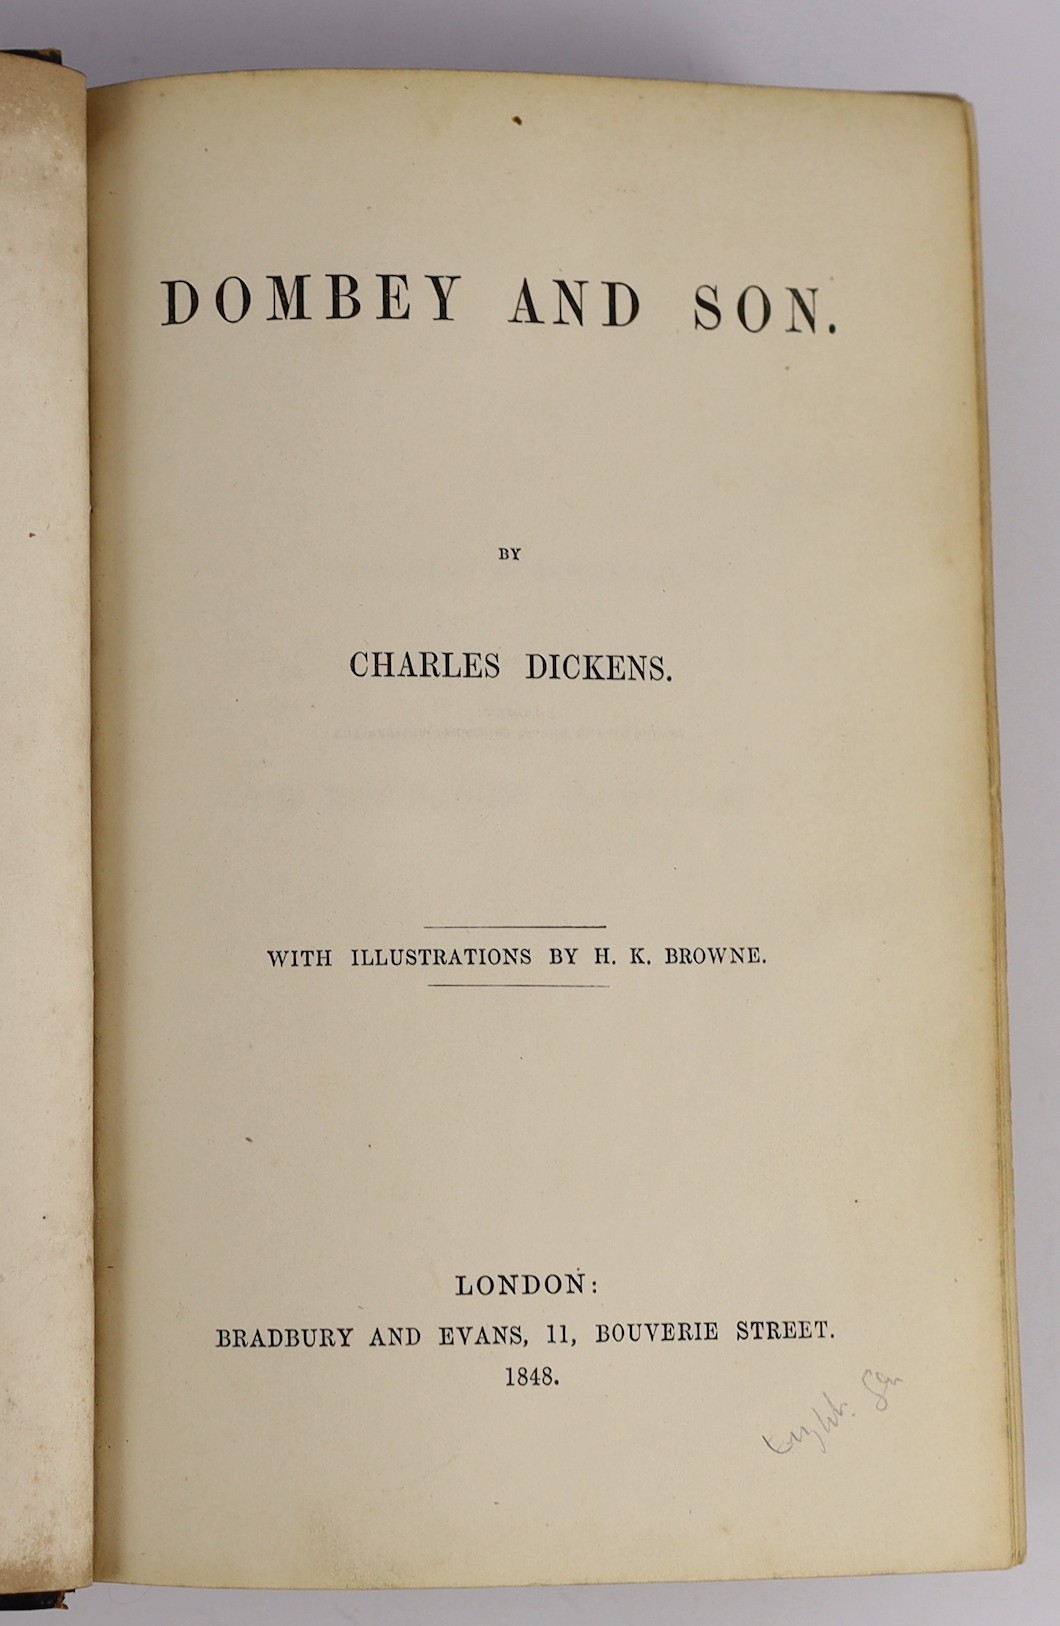 DOMBEY AND SON.
BY
CHARLES DICKENS.
WITH ILLUSTRATIONS BY H. K. BROWNE.
LONDON:
BRADBURY AND EVANS, 11, BOUVERIE STREET.
1848.